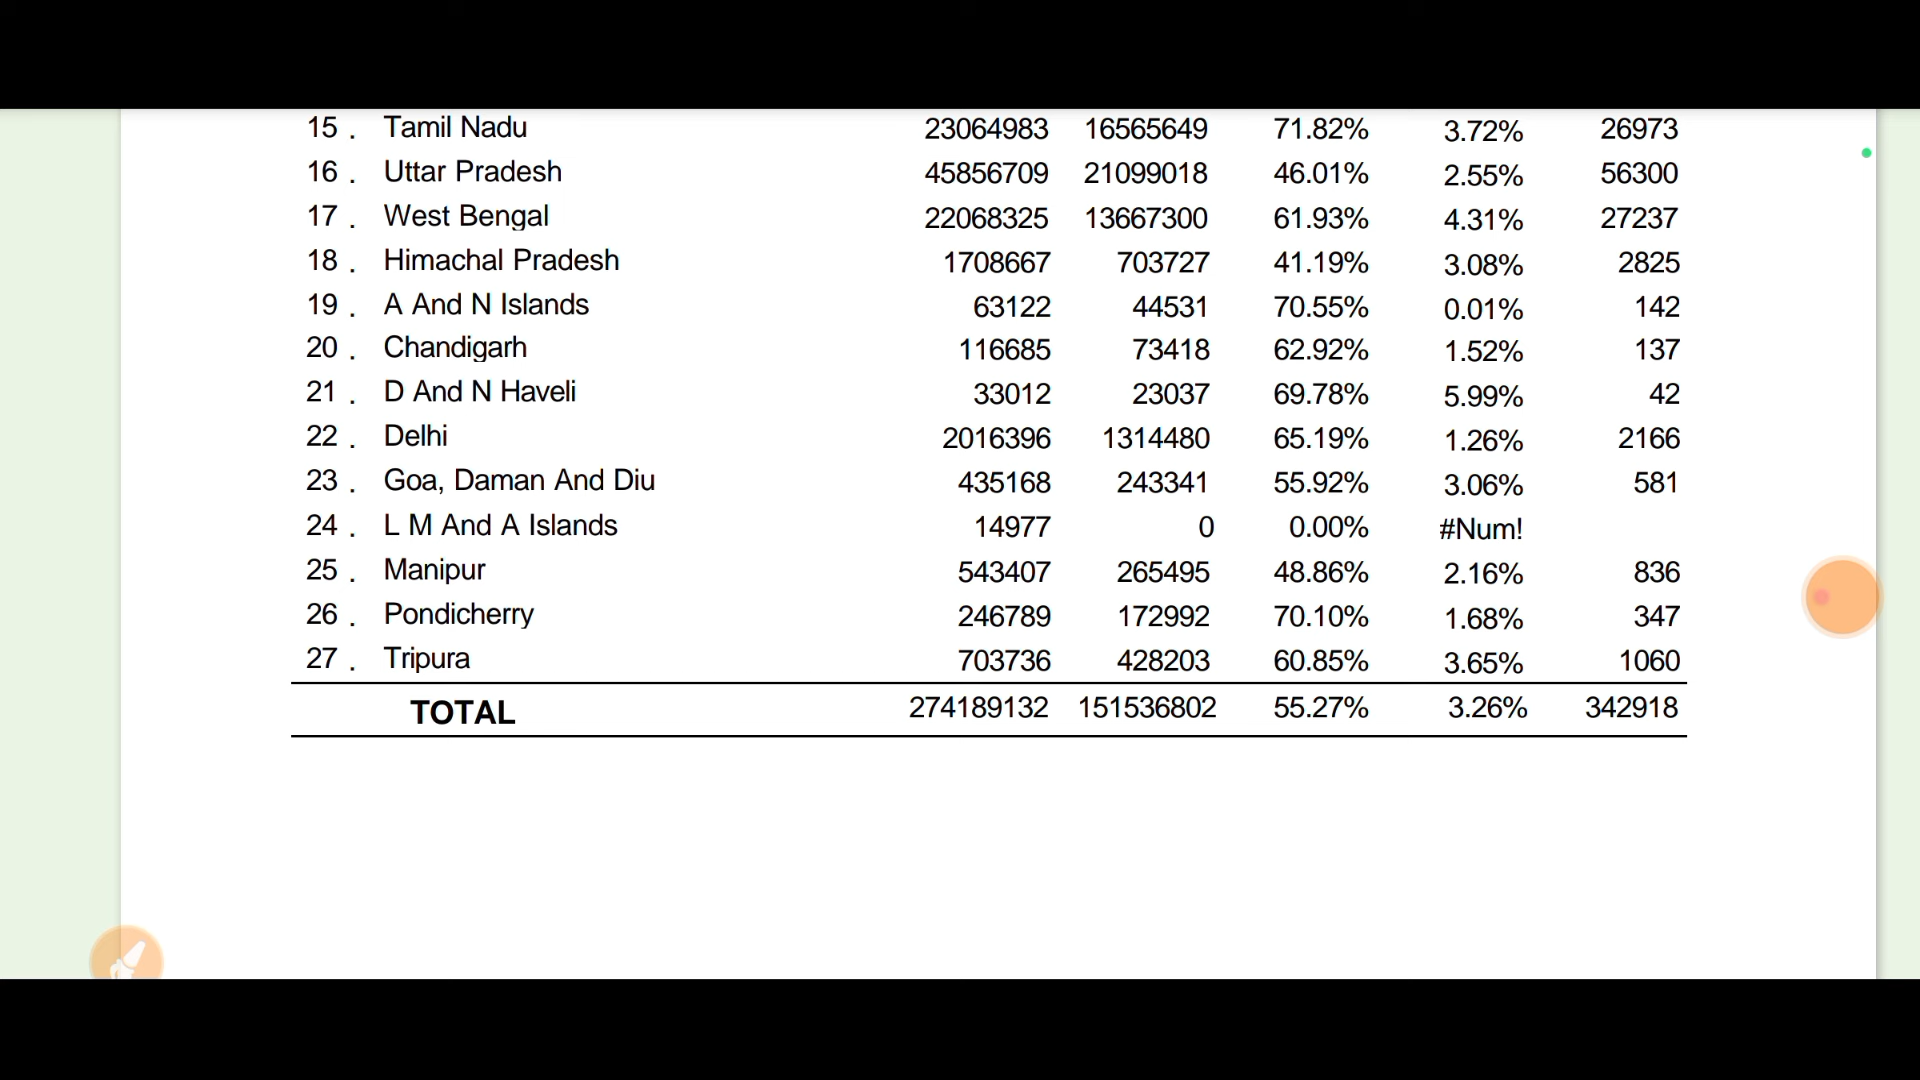 15 . Tamil Nadu 23064983 16565649 71.82% 3.72% 26973
16 . Uttar Pradesh 45856709 21099018 46.01% 2.55% 56300
17 . West Bengal 22068325 13667300 61.93% 4.31% 27237
18 . Himachal Pradesh 1708667 703727 41.19% 3.08% 2825
19 . A And N Islands 63122 44531 70.55% 0.01% 142
20 . Chandigarh 116685 73418 62.92% 1.52% 137
21 . D And N Haveli 33012 23037 69.78% 5.99% 42
22 . Delhi 2016396 1314480 65.19% 1.26% 2166
23 . Goa, Daman And Diu 435168 243341 55.92% 3.06% 581
24 . L M And A Islands 14977 0 0.00% #Num!
25 . Manipur 543407 265495 48.86% 2.16% 836
26 . Pondicherry 246789 172992 70.10% 1.68% 347
27 . Tripura 703736 428203 60.85% 3.65% 1060
TOTAL 274189132 151536802 55.27% 3.26% 342918